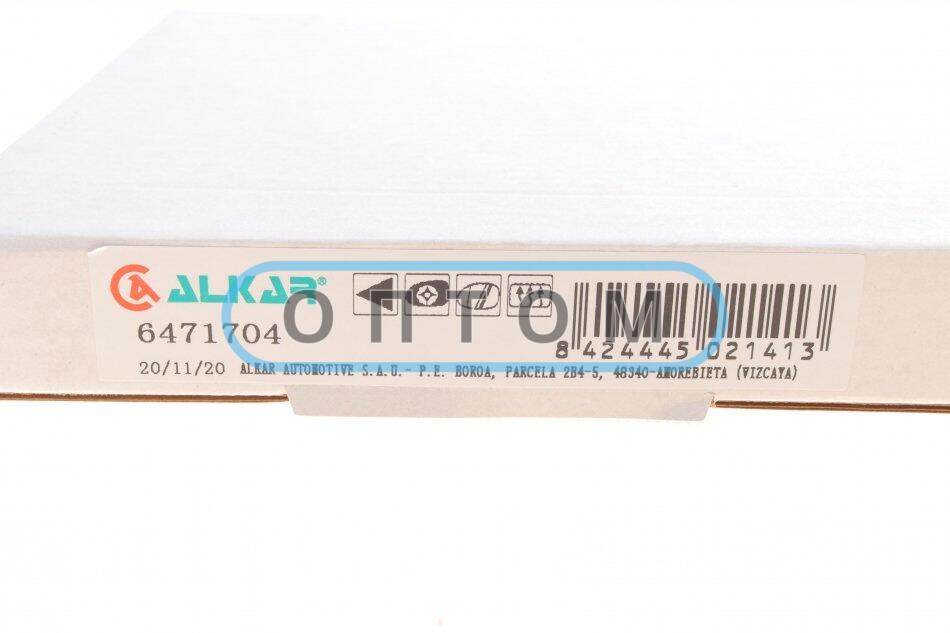 ALKAR®
6471704
ОПТОМ
8 424445 021413
20/11/20 ALKAR AUTOMOTIVE S.A.U.- P.E. BOROA, PARCELA 2B4-5, 48340-AMOREBIETA (VIZCAYA)